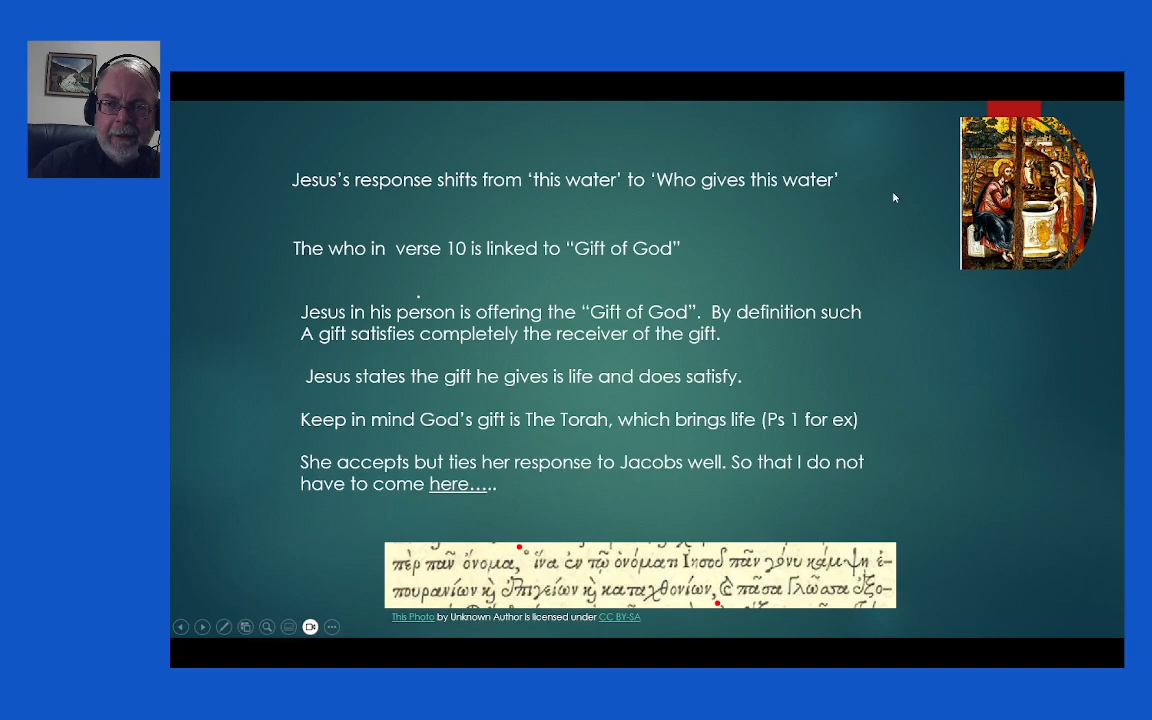 Jesus’s response shifts from ‘this water’ to ‘Who gives this water’
The who in verse 10 is linked to “Gift of God”
Jesus in his person is offering the “Gift of God”. By definition such
A gift satisfies completely the receiver of the gift.
Jesus states the gift he gives is life and does satisfy.
Keep in mind God’s gift is The Torah, which brings life (Ps 1 for ex)
She accepts but ties her response to Jacobs well. So that I do not
have to come here.....
πὲρ πᾶν ὄνομα, ἵνα ἐν τῷ ὀνόματι Ἰησοῦ πᾶν γόνυ κάμψῃ ἐ-
πουρανίων κ̀ ἐπιγείων κ̀ καταχθονίων, πᾶσα γλῶσσα ἐξο-
This Photo by Unknown Author is licensed under CC BY-SA